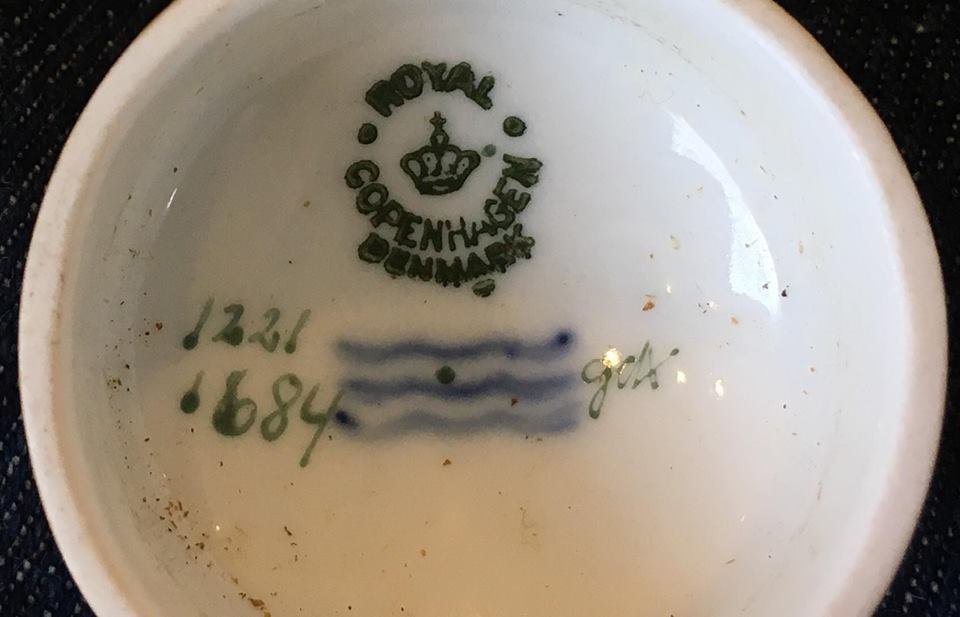 ROYAL
COPENHAGEN
DENMARK
1221
1684